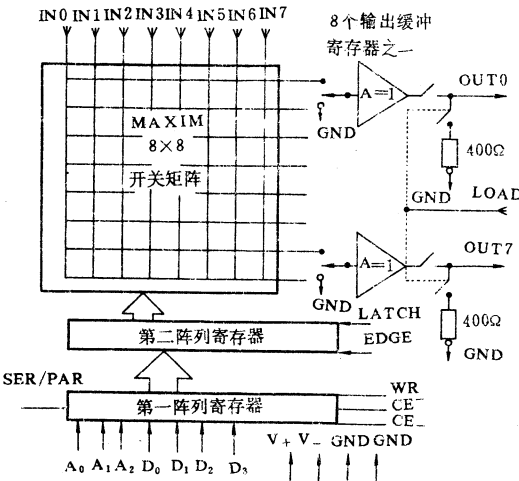 IN0 IN1 IN2 IN3 IN4 IN5 IN6 IN7
8个输出缓冲
寄存器之一
A=1
OUT0
GND
400Ω
GND
LOAD
MAXIM
8×8
开关矩阵
A=1
OUT7
GND
400Ω
GND
LATCH
EDGE
第二阵列寄存器
SER/PAR
第一阵列寄存器
WR
CE
CE
V+ V- GND GND
A0 A1 A2 D0 D1 D2 D3